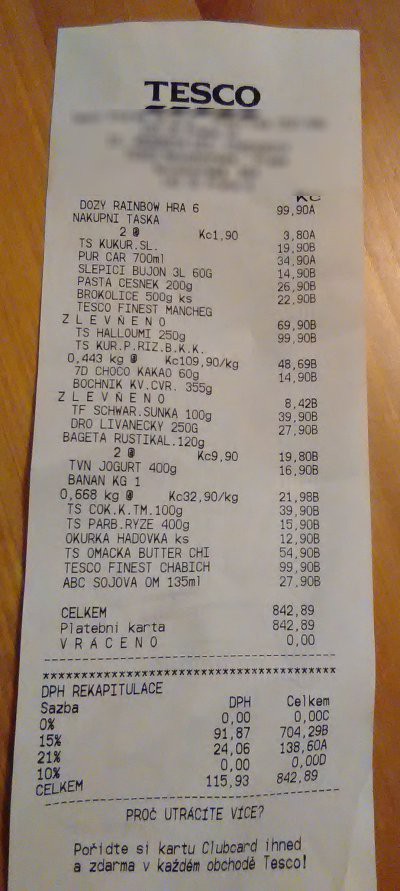 TESCO
Kč
DOZY RAINBOW HRA 6 99,90A
NAKUPNI TASKA
2 @ Kc1,90 3,80A
TS KUKUR.SL. 19,90B
PUR CAR 700ml 34,90A
SLEPICI BUJON 3L 60G 14,90B
PASTA CESNEK 200g 26,90B
BROKOLICE 500g ks 22,90B
TESCO FINEST MANCHEG
Z L E V N E N O 69,90B
TS HALLOUMI 250g 99,90B
TS KUR.P.RIZ.B.K.K.
0,443 kg @ Kc109,90/kg 48,69B
7D CHOCO KAKAO 60g 14,90B
BOCHNIK KV.CVR. 355g
Z L E V N E N O 8,42B
TF SCHWAR.SUNKA 100g 39,90B
DRO LIVANECKY 250G 27,90B
BAGETA RUSTIKAL.120g
2 @ Kc9,90 19,80B
TVN JOGURT 400g 16,90B
BANAN KG 1
0,668 kg @ Kc32,90/kg 21,98B
TS COK.K.TM.100g 39,90B
TS PARB.RYZE 400g 15,90B
OKURKA HADOVKA ks 12,90B
TS OMACKA BUTTER CHI 54,90B
TESCO FINEST CHABICH 99,90B
ABC SOJOVA OM 135ml 27,90B
CELKEM 842,89
Platebni karta 842,89
V R A C E N O 0,00
DPH REKAPITULACE
Sazba DPH Celkem
0% 0,00 0,00C
15% 91,87 704,29B
21% 24,06 138,60A
10% 0,00 0,00D
CELKEM 115,93 842,89
PROČ UTRÁCÍTE VÍCE?
Pořiďte si kartu Clubcard ihned
a zdarma v každém obchodě Tesco!